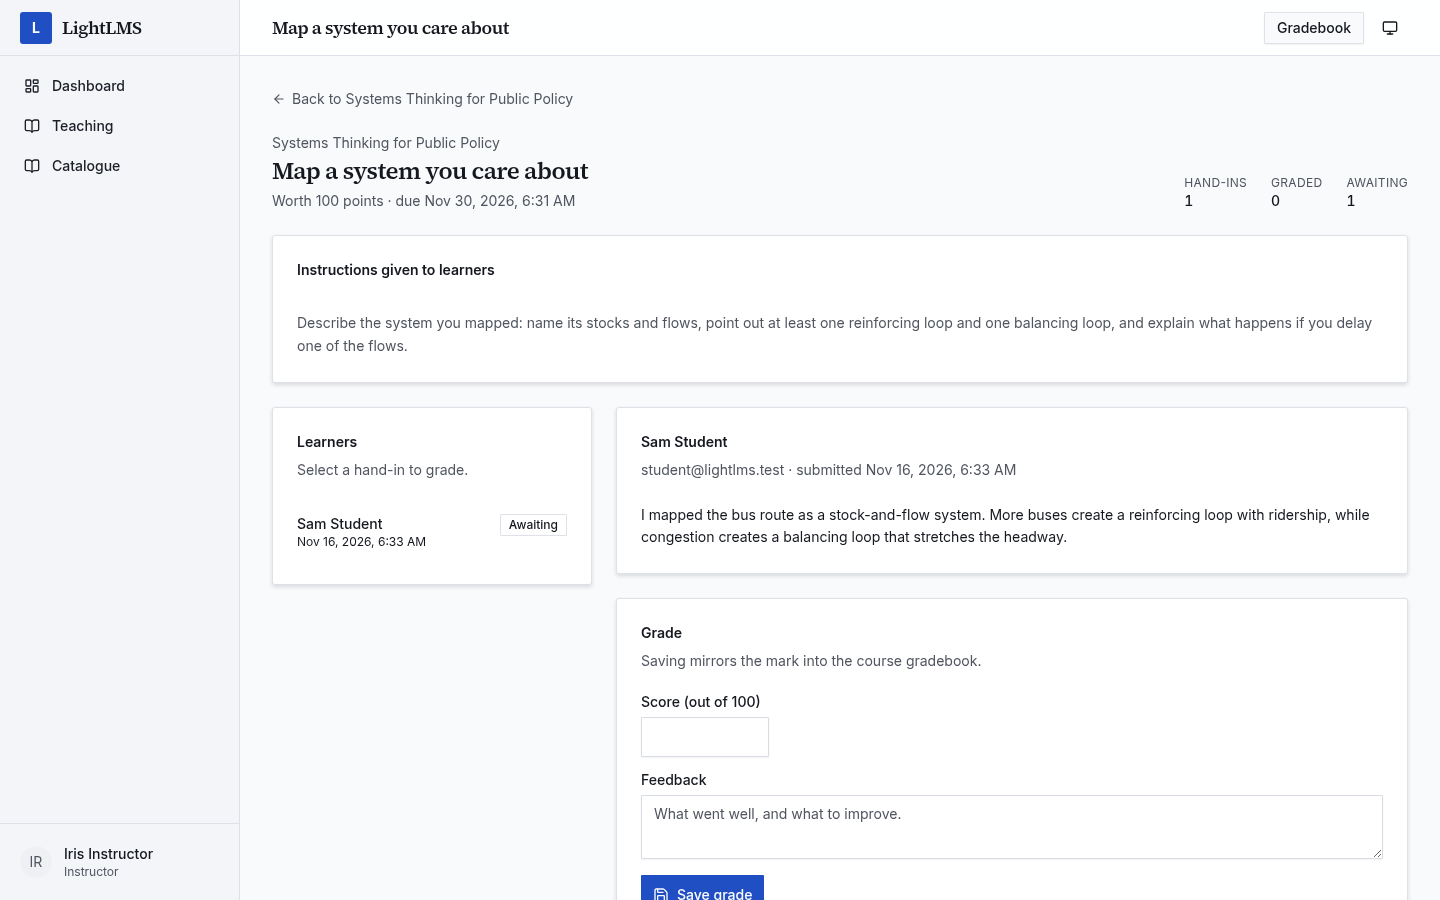 L LightLMS
Map a system you care about
Gradebook
Dashboard
Teaching
Catalogue
Back to Systems Thinking for Public Policy
Systems Thinking for Public Policy
Map a system you care about
Worth 100 points · due Nov 30, 2026, 6:31 AM
HAND-INS GRADED AWAITING
1 0 1
Instructions given to learners
Describe the system you mapped: name its stocks and flows, point out at least one reinforcing loop and one balancing loop, and explain what happens if you delay
one of the flows.
Learners
Select a hand-in to grade.
Sam Student
Awaiting
Nov 16, 2026, 6:33 AM
Sam Student
student@lightlms.test · submitted Nov 16, 2026, 6:33 AM
I mapped the bus route as a stock-and-flow system. More buses create a reinforcing loop with ridership, while
congestion creates a balancing loop that stretches the headway.
Grade
Saving mirrors the mark into the course gradebook.
Score (out of 100)
Feedback
What went well, and what to improve.
Save grade
IR
Iris Instructor
Instructor